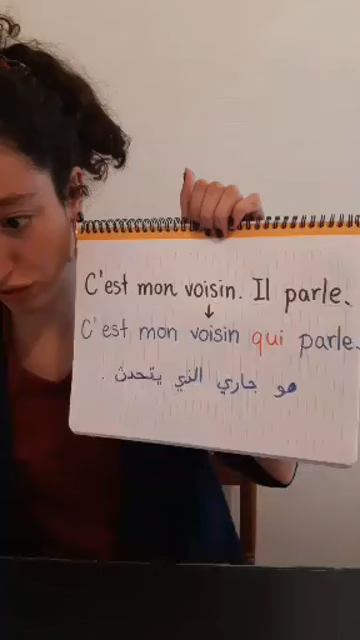 C'est mon voisin. Il parle.
↓
C'est mon voisin qui parle.
هو جاري الذي يتحدث .